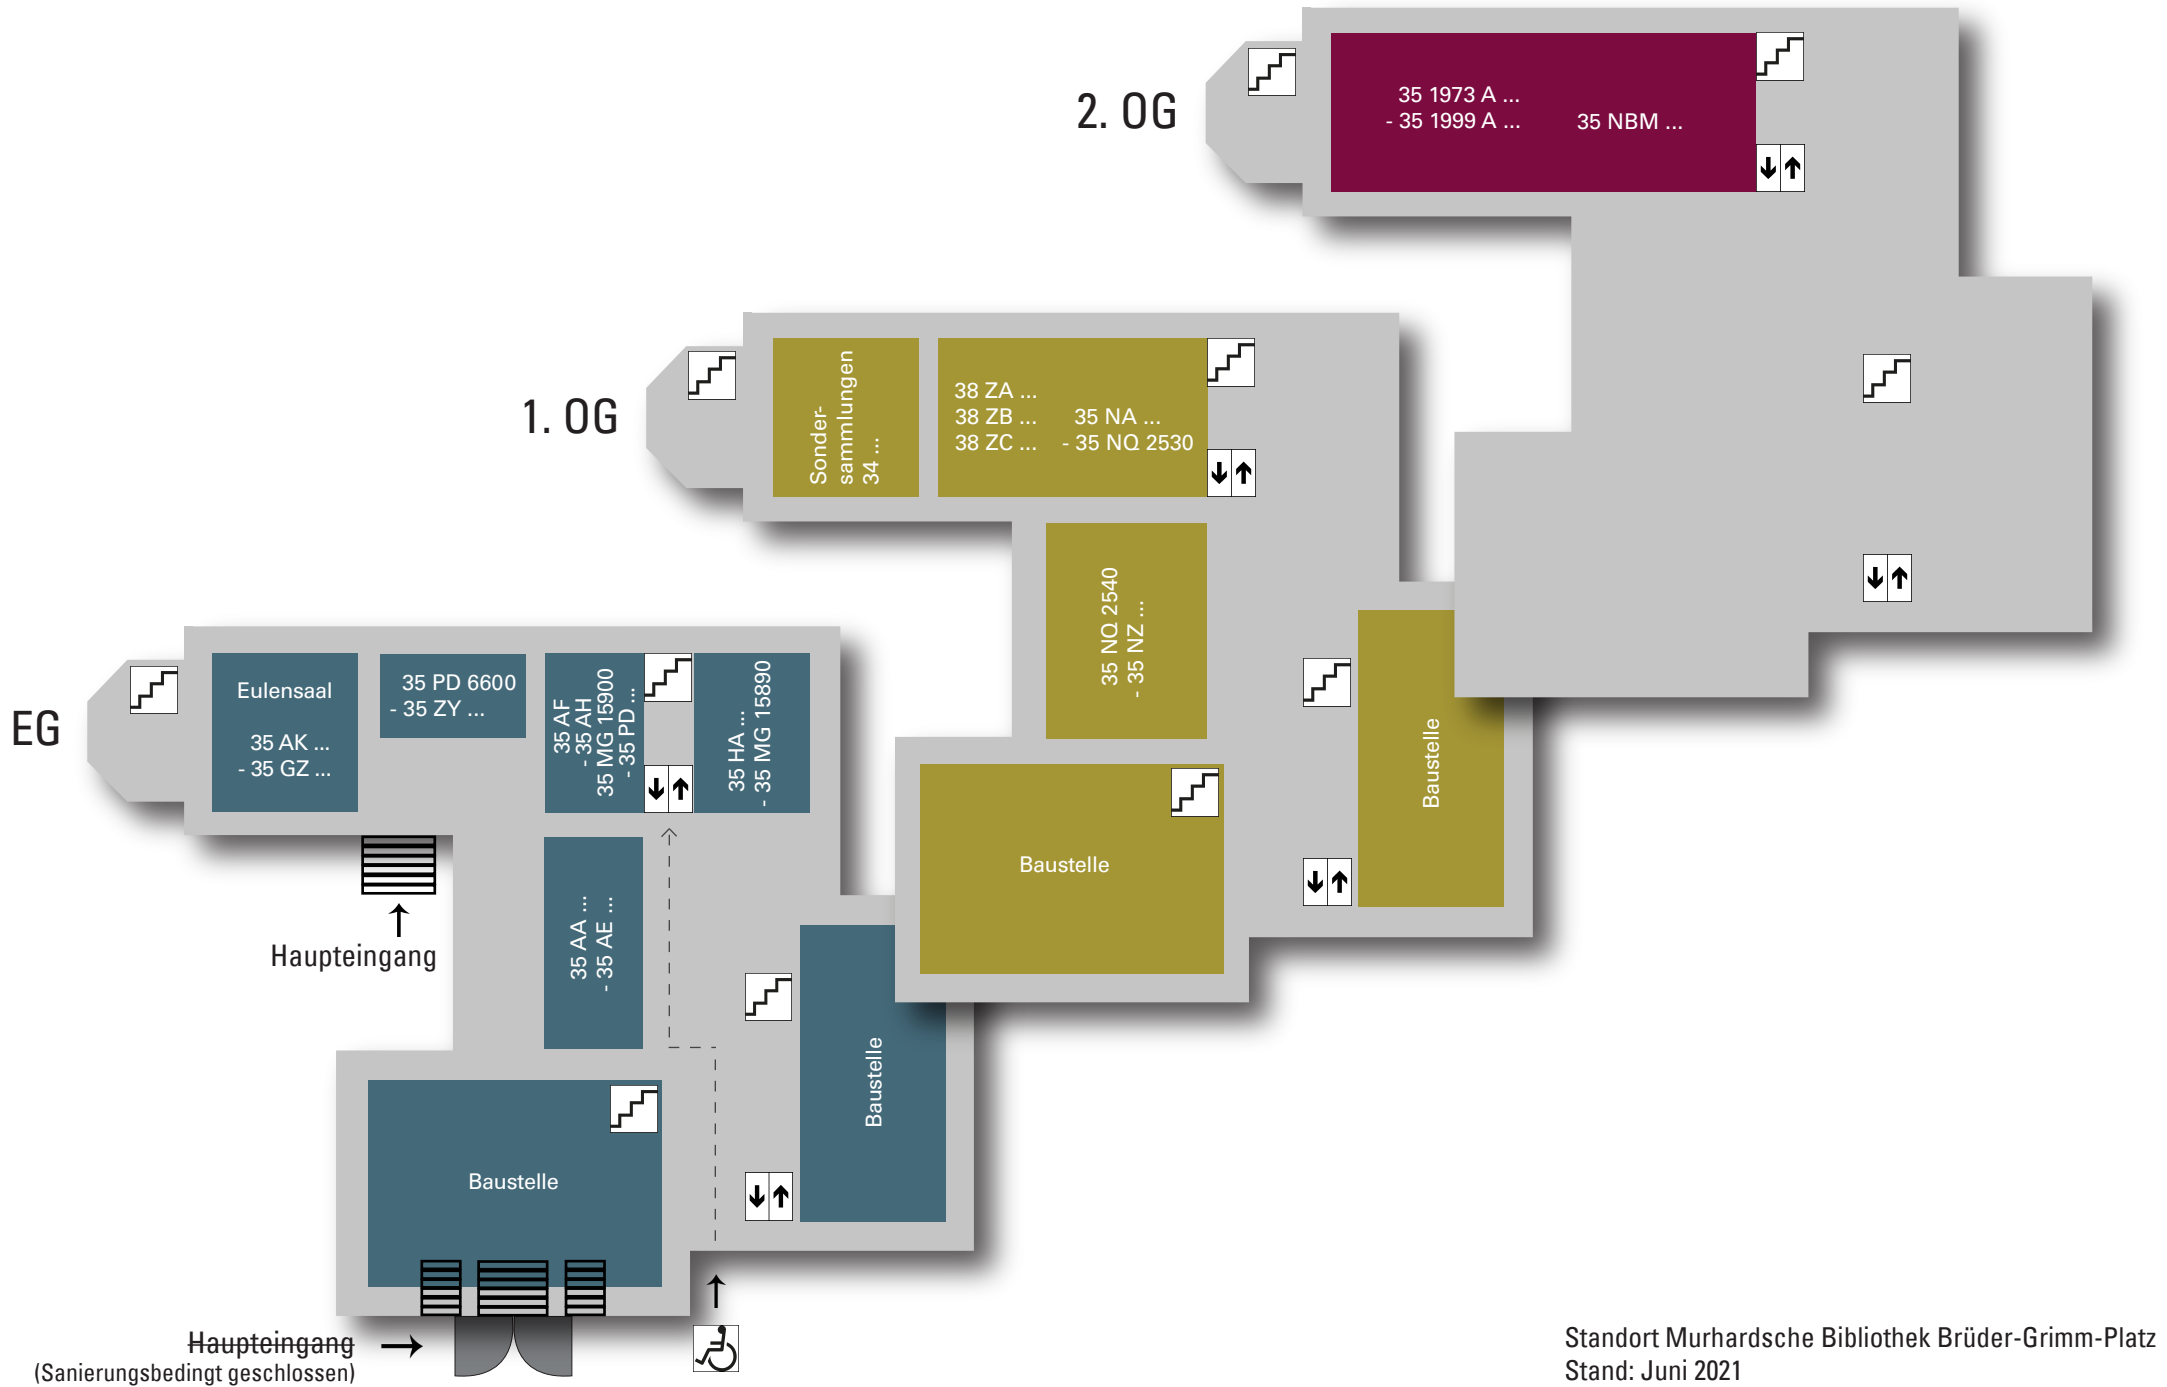 2. OG
35 1973 A ...
- 35 1999 A ...
35 NBM ...
1. OG
Sonder-
sammlungen
34 ...
38 ZA ...
38 ZB ...
38 ZC ...
35 NA ...
- 35 NQ 2530
35 NQ 2540
- 35 NZ ...
Baustelle
Baustelle
EG
Eulensaal
35 AK ...
- 35 GZ ...
35 PD 6600
- 35 ZY ...
35 AF
- 35 AH
35 MG 15900
- 35 PD ...
35 HA ...
- 35 MG 15890
Haupteingang
35 AA ...
- 35 AE ...
Baustelle
Baustelle
Haupteingang
(Sanierungsbedingt geschlossen)
Standort Murhardsche Bibliothek Brüder-Grimm-Platz
Stand: Juni 2021